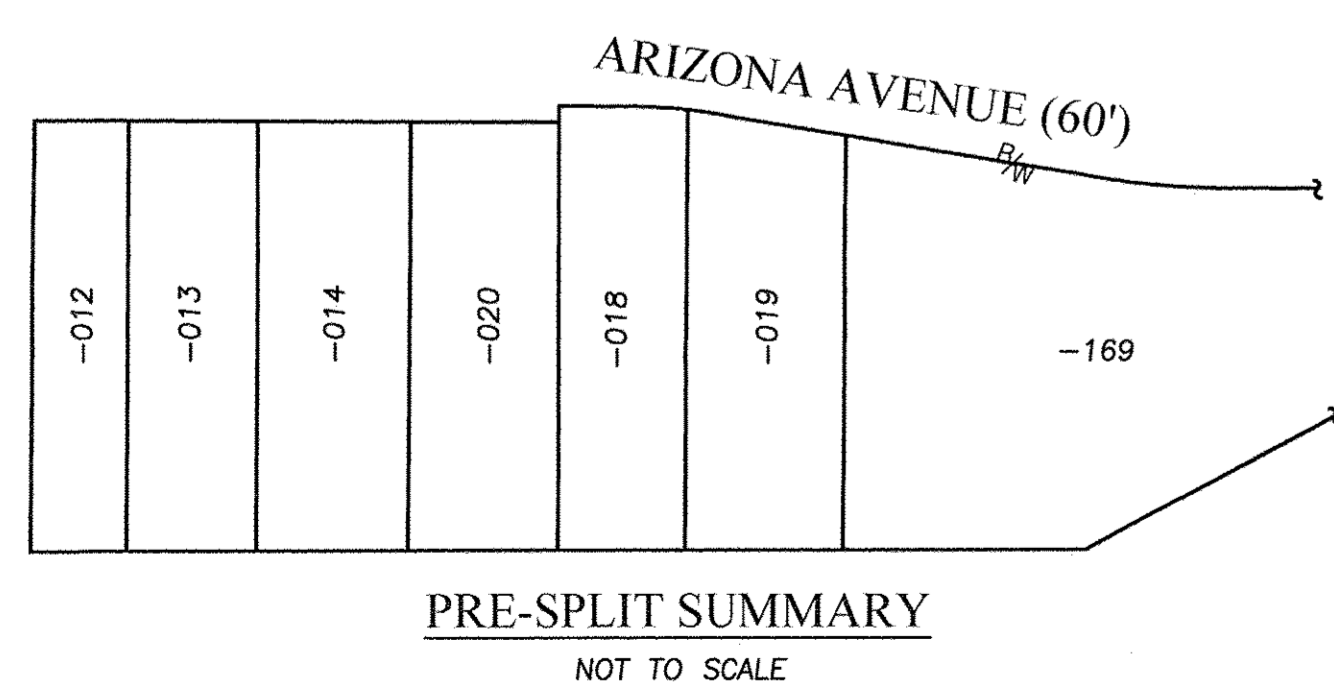 ARIZONA AVENUE (60')
R/W
-012
-013
-014
-020
-018
-019
-169
PRE-SPLIT SUMMARY
NOT TO SCALE